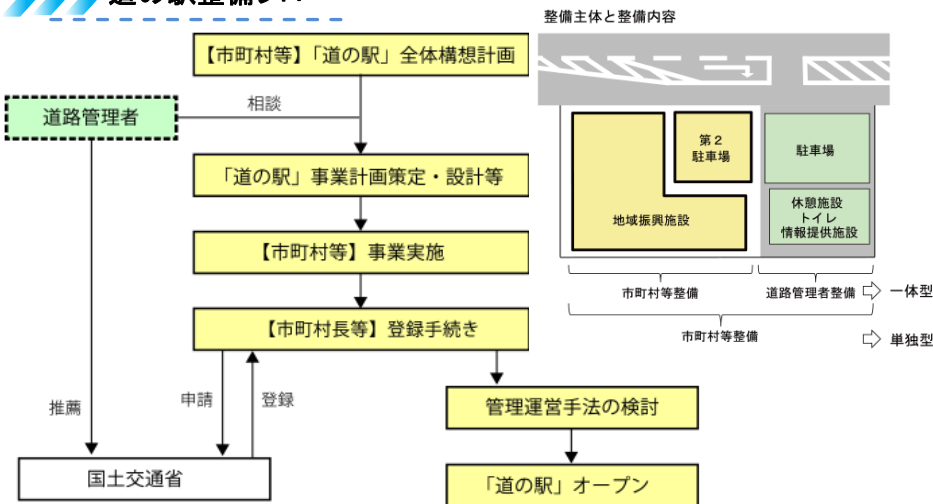 道の駅整備
整備主体と整備内容
【市町村等】「道の駅」全体構想計画
相談
道路管理者
「道の駅」事業計画策定・設計等
【市町村等】事業実施
【市町村長等】登録手続き
推薦
申請
登録
国土交通省
管理運営手法の検討
「道の駅」オープン
第２
駐車場
駐車場
地域振興施設
休憩施設
トイレ
情報提供施設
市町村等整備
道路管理者整備
一体型
市町村等整備
単独型